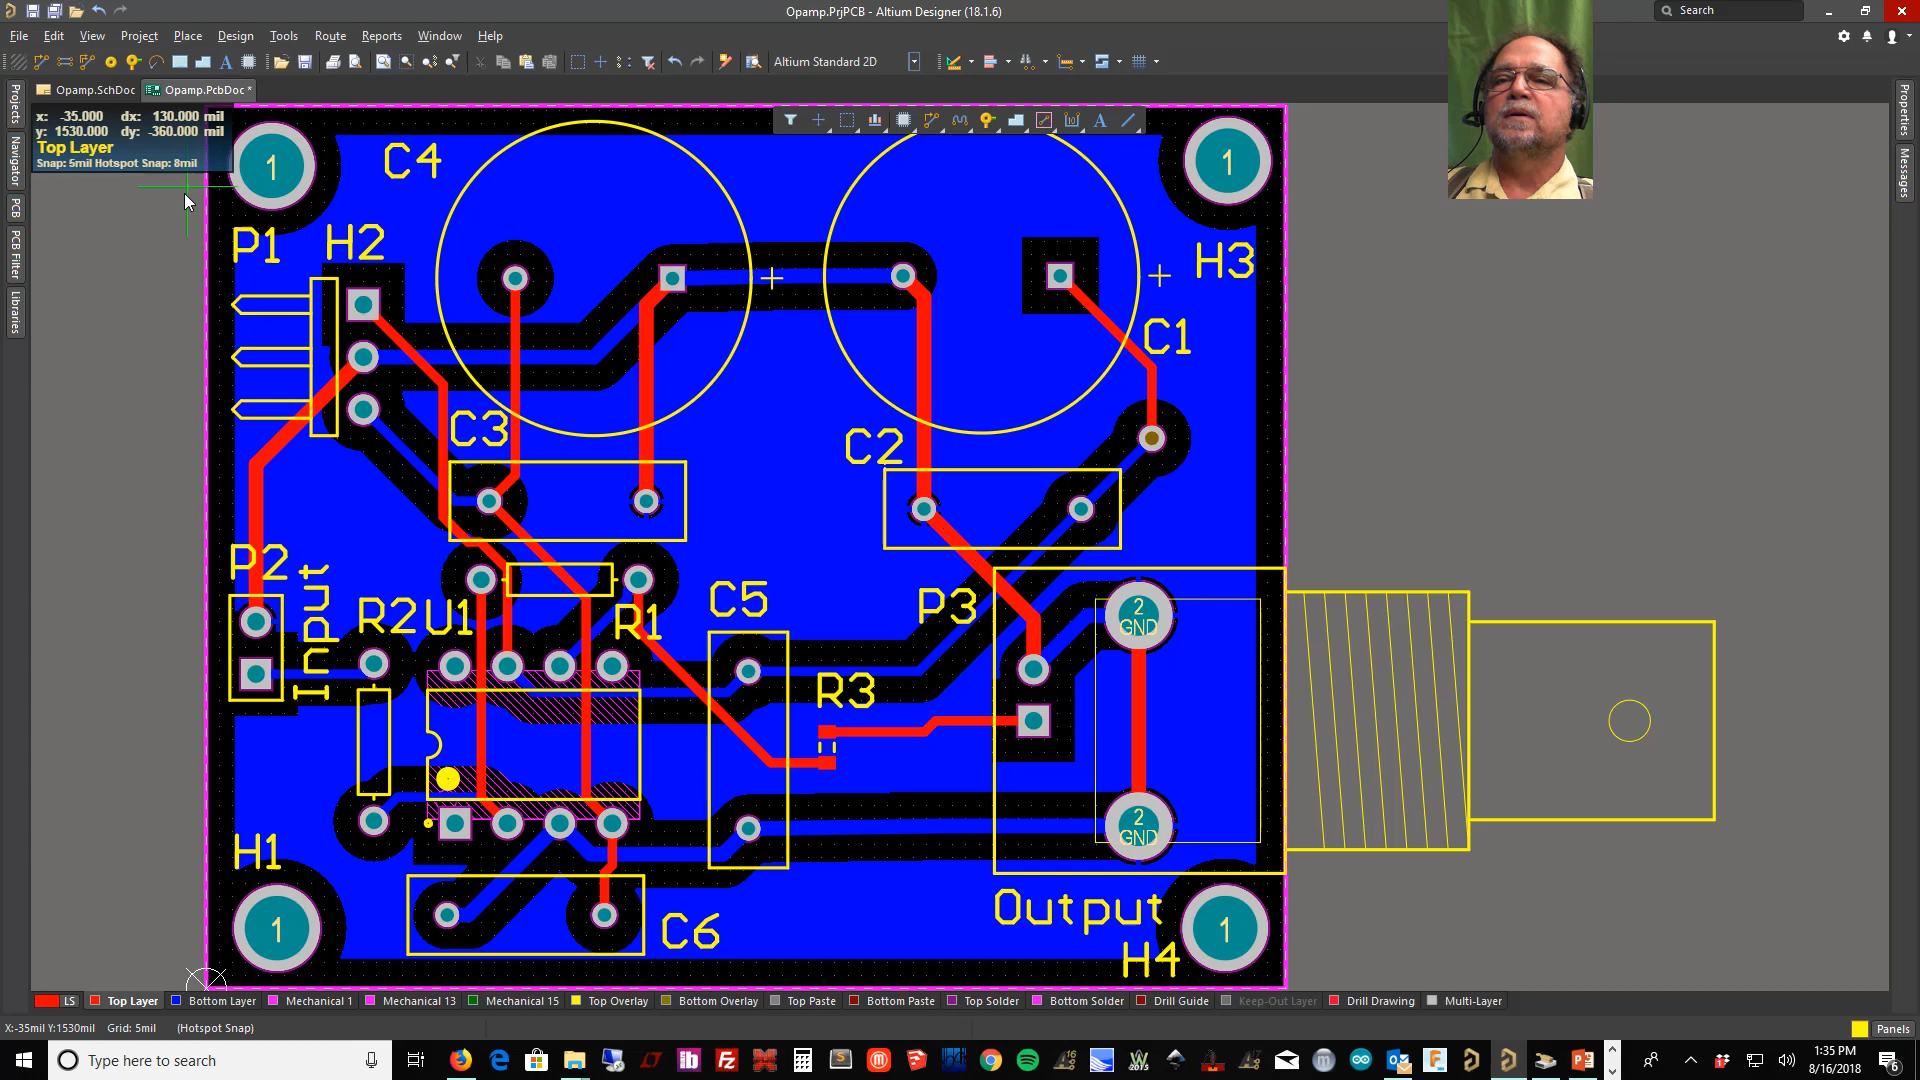 Opamp.PrjPCB - Altium Designer (18.1.6)
Search
File Edit View Project Place Design Tools Route Reports Window Help
Altium Standard 2D
Opamp.SchDoc
Opamp.PcbDoc *
x: -35.000 dx: 130.000 mil
y: 1530.000 dy: -360.000 mil
Top Layer
Snap: 5mil Hotspot Snap: 8mil
Projects
Navigator
PCB
PCB Filter
Libraries
Properties
Messages
1
C4
1
P1
H2
H3
C1
C3
C2
P2
Input
R2
U1
R1
C5
P3
2
GND
R3
2
GND
H1
1
C6
Output
H4
1
LS Top Layer Bottom Layer Mechanical 1 Mechanical 13 Mechanical 15 Top Overlay Bottom Overlay Top Paste Bottom Paste Top Solder Bottom Solder Drill Guide Keep-Out Layer Drill Drawing Multi-Layer
X:-35mil Y:1530mil Grid: 5mil (Hotspot Snap)
Panels
Type here to search
1:35 PM
8/16/2018
6